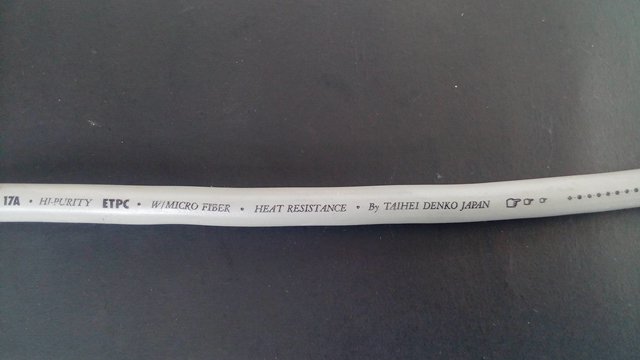 17A • HI-PURITY ETPC • W/MICRO FIBER • HEAT RESISTANCE • By TAIHEI DENKO JAPAN